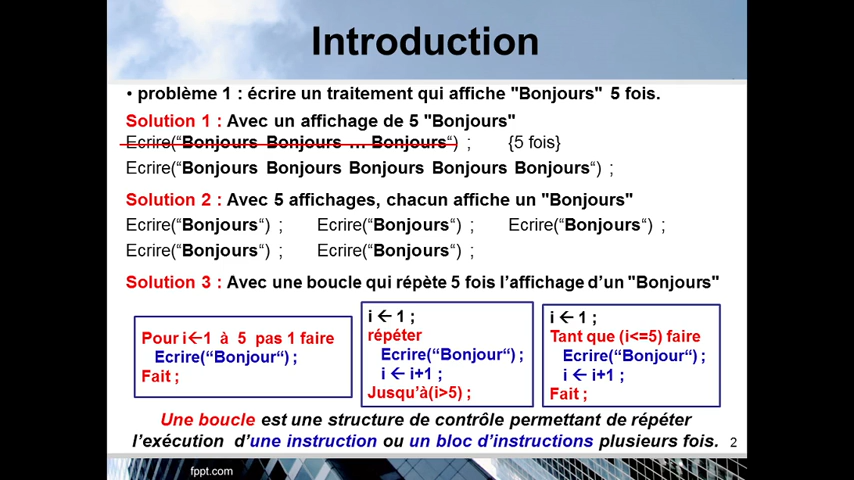 Introduction
• problème 1 : écrire un traitement qui affiche "Bonjours" 5 fois.
Solution 1 : Avec un affichage de 5 "Bonjours"
Ecrire(“Bonjours Bonjours ... Bonjours“) ; {5 fois}
Ecrire(“Bonjours Bonjours Bonjours Bonjours Bonjours“) ;
Solution 2 : Avec 5 affichages, chacun affiche un "Bonjours"
Ecrire(“Bonjours“) ; Ecrire(“Bonjours“) ; Ecrire(“Bonjours“) ;
Ecrire(“Bonjours“) ; Ecrire(“Bonjours“) ;
Solution 3 : Avec une boucle qui répète 5 fois l’affichage d’un "Bonjours"
Pour i←1 à 5 pas 1 faire
Ecrire(“Bonjour“) ;
Fait ;
i ← 1 ;
répéter
Ecrire(“Bonjour“) ;
i ← i+1 ;
Jusqu’à(i>5) ;
i ← 1 ;
Tant que (i<=5) faire
Ecrire(“Bonjour“) ;
i ← i+1 ;
Fait ;
Une boucle est une structure de contrôle permettant de répéter
l’exécution d’une instruction ou un bloc d’instructions plusieurs fois.
2
fppt.com